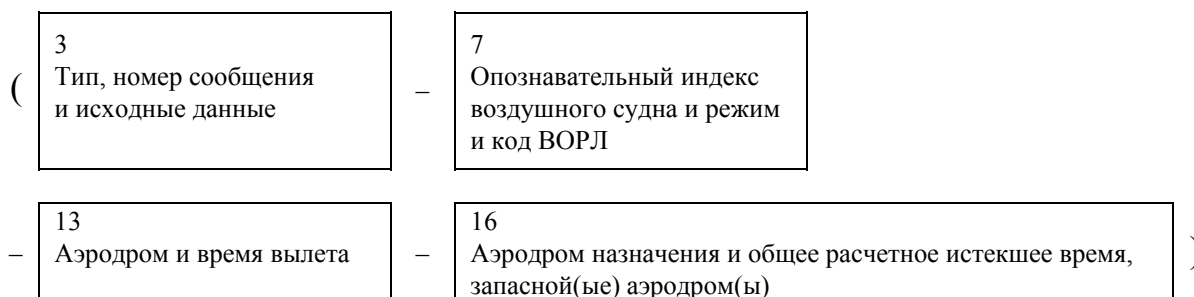 3
Тип, номер сообщения
и исходные данные
7
Опознавательный индекс
воздушного судна и режим
и код ВОРЛ
( –
13
Аэродром и время вылета
16
Аэродром назначения и общее расчетное истекшее время,
запасной(ые) аэродром(ы)
– – )